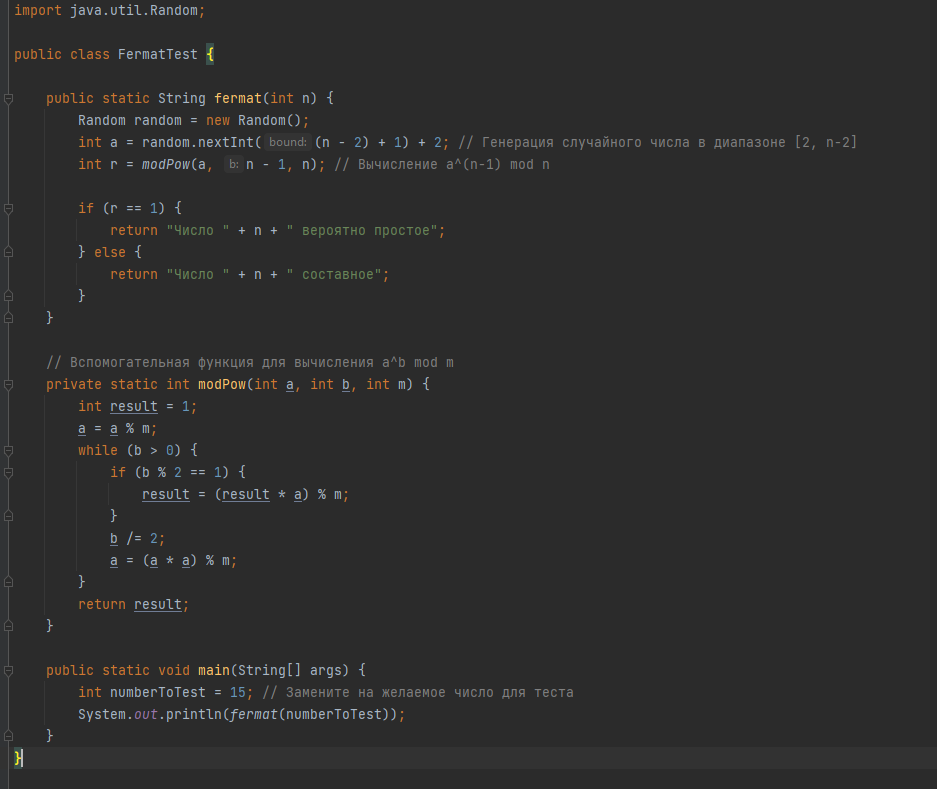 import java.util.Random;
public class FermatTest {
public static String fermat(int n) {
Random random = new Random();
int a = random.nextInt( bound: (n - 2) + 1) + 2; // Генерация случайного числа в диапазоне [2, n-2]
int r = modPow(a, b: n - 1, n); // Вычисление a^(n-1) mod n
if (r == 1) {
return "Число " + n + " вероятно простое";
} else {
return "Число " + n + " составное";
}
}
// Вспомогательная функция для вычисления a^b mod m
private static int modPow(int a, int b, int m) {
int result = 1;
a = a % m;
while (b > 0) {
if (b % 2 == 1) {
result = (result * a) % m;
}
b /= 2;
a = (a * a) % m;
}
return result;
}
public static void main(String[] args) {
int numberToTest = 15; // Замените на желаемое число для теста
System.out.println(fermat(numberToTest));
}
}